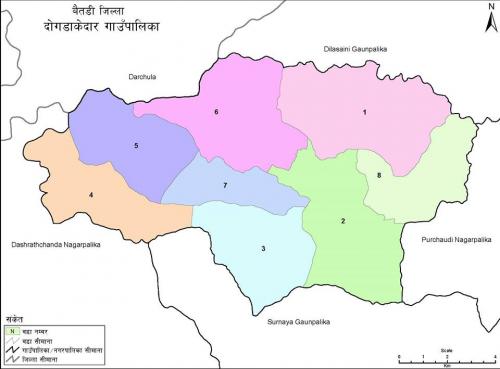 बैतडी जिल्ला
दोगडाकेदार गाउँपालिका
N
Dilasaini Gaunpalika
Darchula
6
1
5
8
7
4
2
3
Dashrathchanda Nagarpalika
Purchaudi Nagarpalika
Surnaya Gaunpalika
संकेत
N वडा नम्बर
वडा सीमाना
गाउँपालिका/नगरपालिका सीमाना
जिल्ला सीमाना
Scale
0 1 2 4
Km